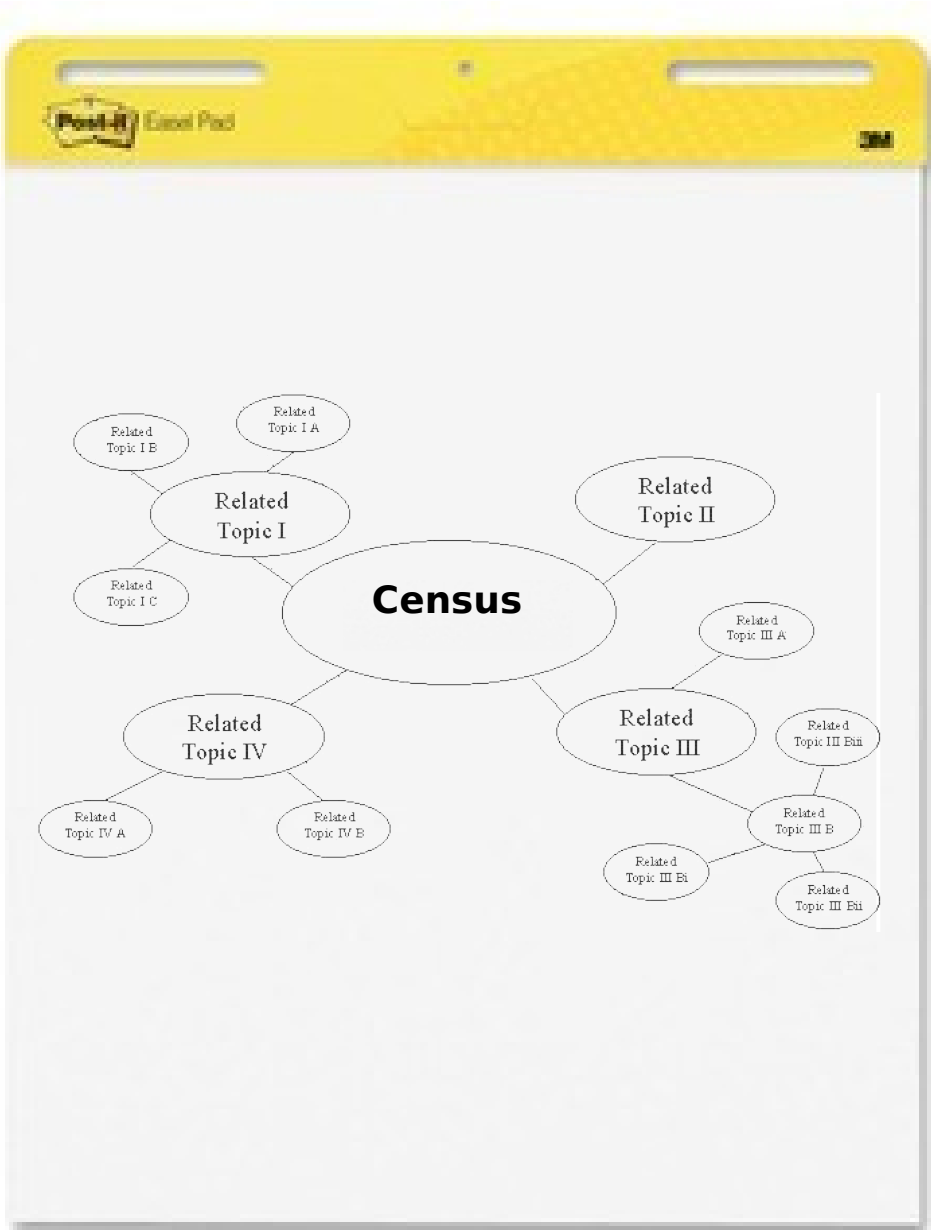 Post-it Easel Pad
3M
Related
Topic I A
Related
Topic I B
Related
Topic I
Related
Topic II
Related
Topic I C
Census
Related
Topic III A
Related
Topic IV
Related
Topic III
Related
Topic III Biii
Related
Topic IV A
Related
Topic IV B
Related
Topic III B
Related
Topic III Bi
Related
Topic III Bii